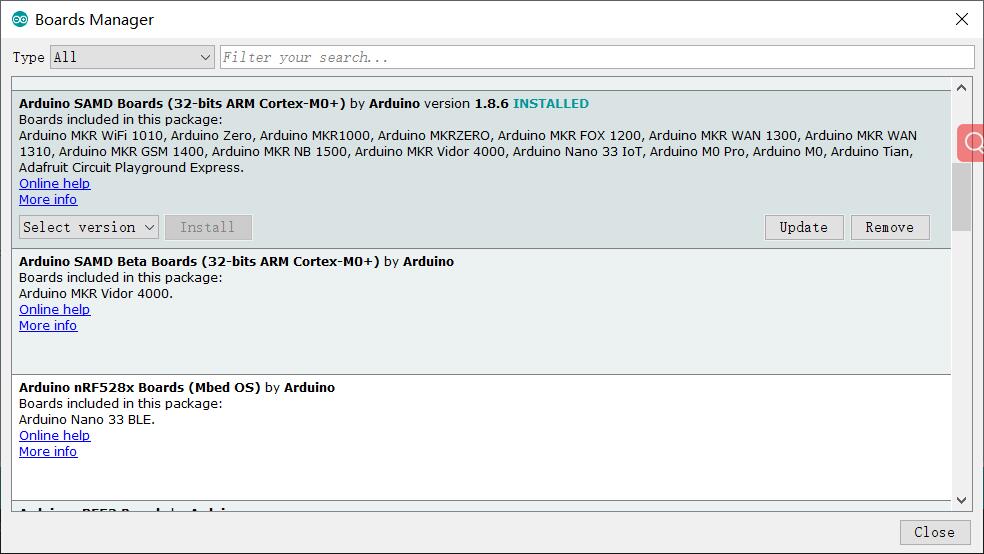 Boards Manager
Type All Filter your search...
Arduino SAMD Boards (32-bits ARM Cortex-M0+) by Arduino version 1.8.6 INSTALLED
Boards included in this package:
Arduino MKR WiFi 1010, Arduino Zero, Arduino MKR1000, Arduino MKRZERO, Arduino MKR FOX 1200, Arduino MKR WAN 1300, Arduino MKR WAN
1310, Arduino MKR GSM 1400, Arduino MKR NB 1500, Arduino MKR Vidor 4000, Arduino Nano 33 IoT, Arduino M0 Pro, Arduino M0, Arduino Tian,
Adafruit Circuit Playground Express.
Online help
More info
Select version Install Update Remove
Arduino SAMD Beta Boards (32-bits ARM Cortex-M0+) by Arduino
Boards included in this package:
Arduino MKR Vidor 4000.
Online help
More info
Arduino nRF528x Boards (Mbed OS) by Arduino
Boards included in this package:
Arduino Nano 33 BLE.
Online help
More info
Close